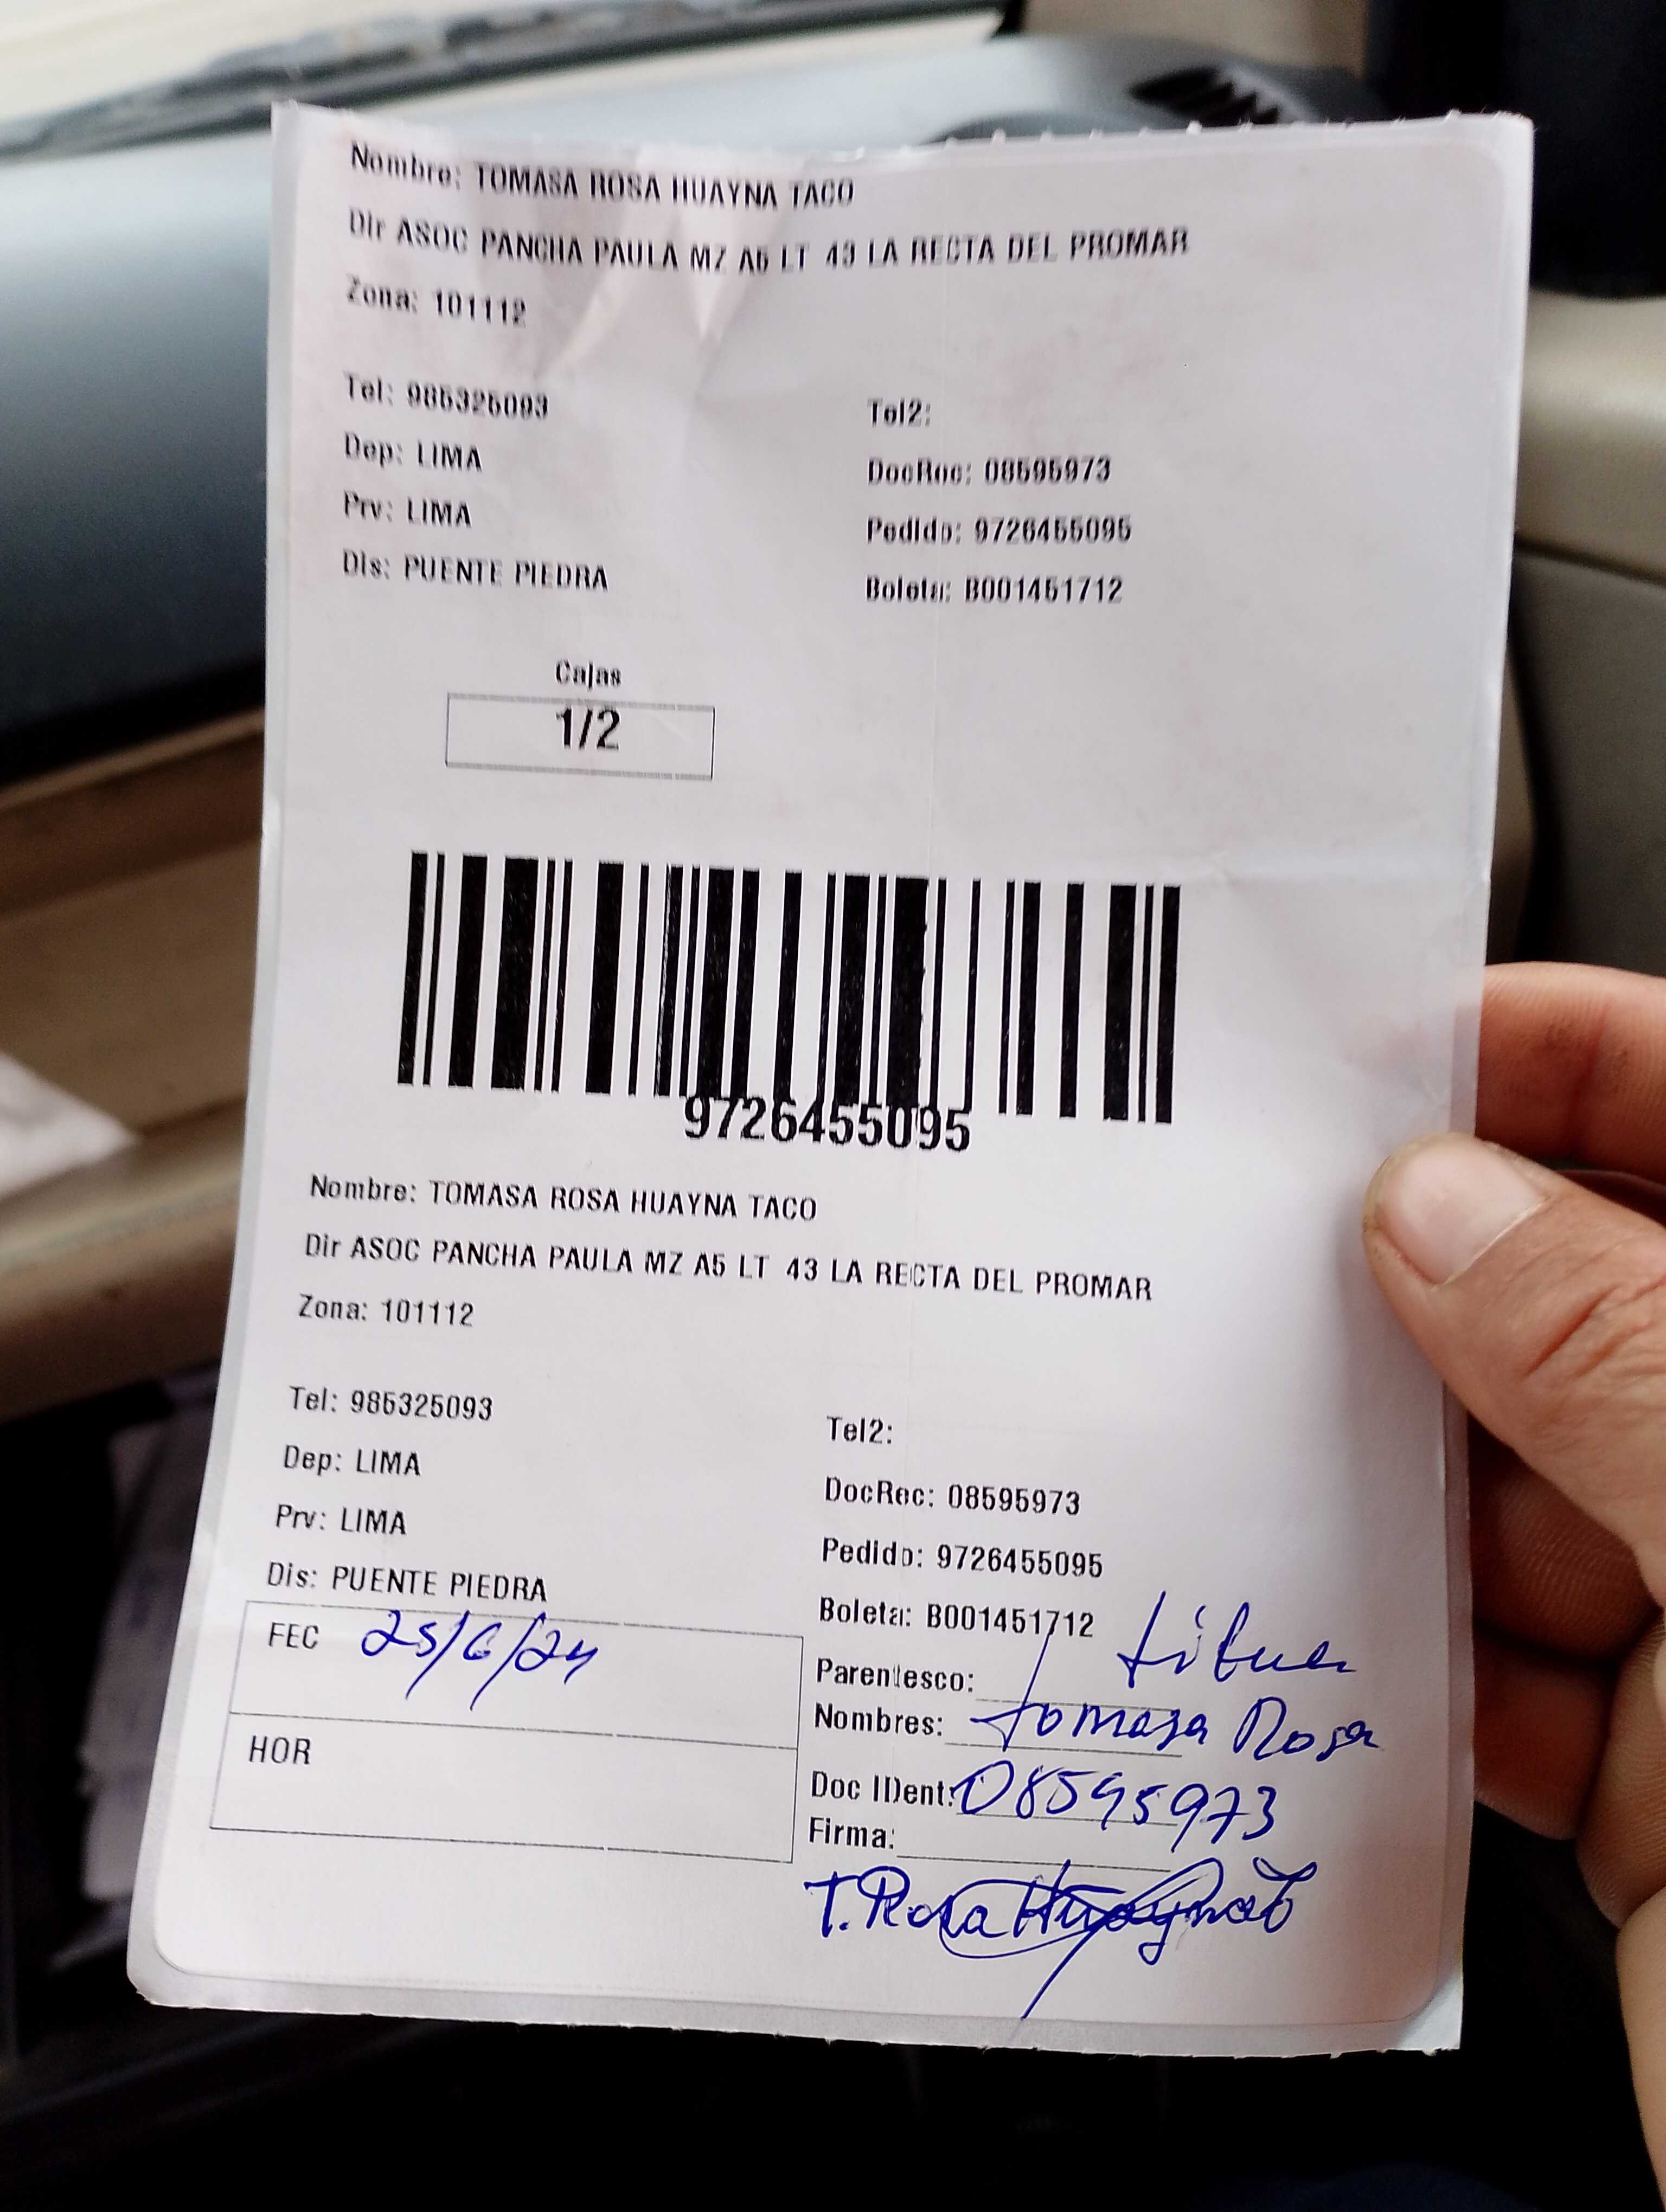 Nombre: TOMASA ROSA HUAYNA TACO
Dir ASOC PANCHA PAULA MZ A5 LT 43 LA RECTA DEL PROMAR
Zona: 101112
Tel: 985325093
Tel2:
Dep: LIMA
DocRec: 08595973
Prv: LIMA
Pedido: 9726455095
Dis: PUENTE PIEDRA
Boleta: B001451712
Cajas
1/2
9726455095
Nombre: TOMASA ROSA HUAYNA TACO
Dir ASOC PANCHA PAULA MZ A5 LT 43 LA RECTA DEL PROMAR
Zona: 101112
Tel: 985325093
Tel2:
Dep: LIMA
DocRec: 08595973
Prv: LIMA
Pedido: 9726455095
Dis: PUENTE PIEDRA
Boleta: B001451712
FEC 25/6/24
Parentesco: titular
Nombres: Tomasa Rosa
HOR
Doc IDent: 08595973
Firma:
T. Rosa Huayna T